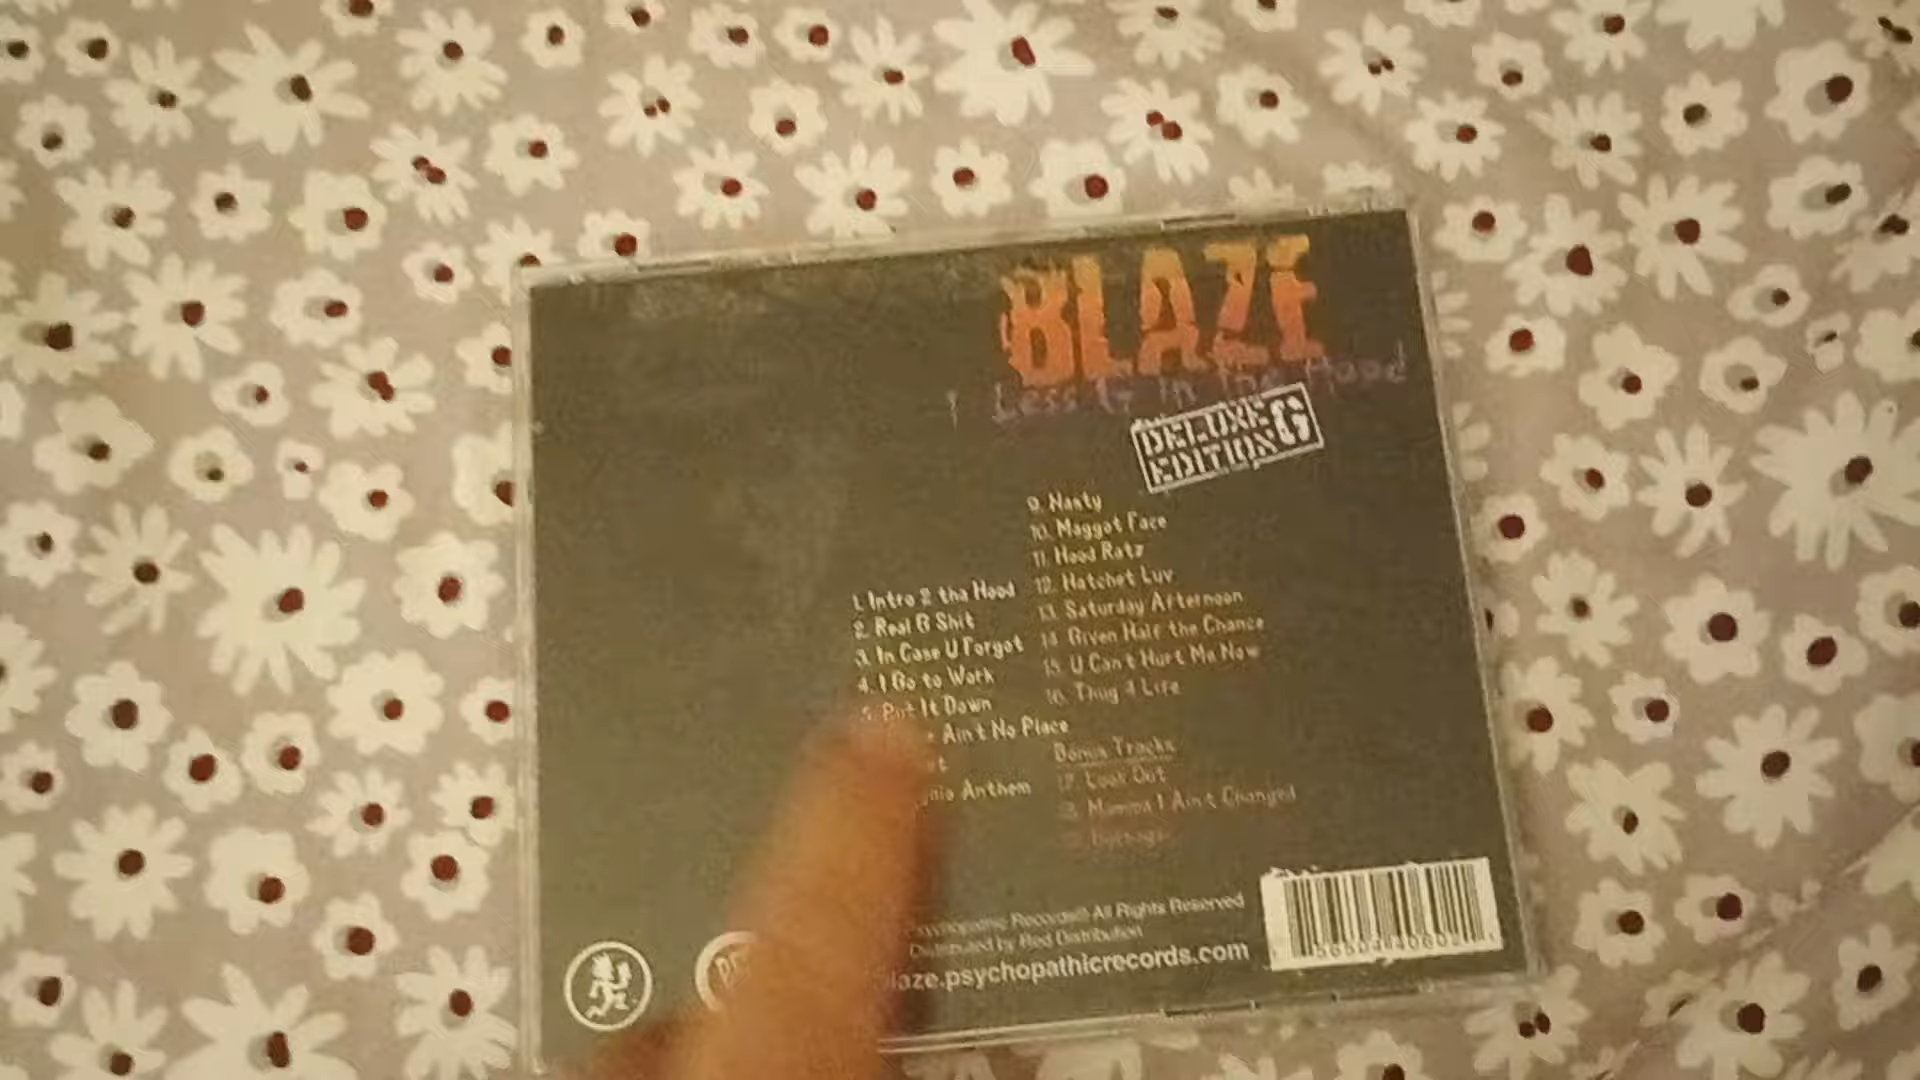 BLAZE
1 Less G in the Hood
DELUXE
EDITION G
1. Intro 2 tha Hood
2. Real G Shit
3. In Case U Forgot
4. I Go to Work
5. Put It Down
Ain't No Place
Anthem
9. Nasty
10. Maggot Face
11. Hood Ratz
12. Hatchet Luv
13. Saturday Afternoon
14. Given Half the Chance
15. U Can't Hurt Me Now
16. Thug 4 Life
Bonus Tracks
17. Look Out
18. Mamma I Ain't Changed
Psychopathic Records® All Rights Reserved
Distributed by Red Distribution
blaze.psychopathicrecords.com